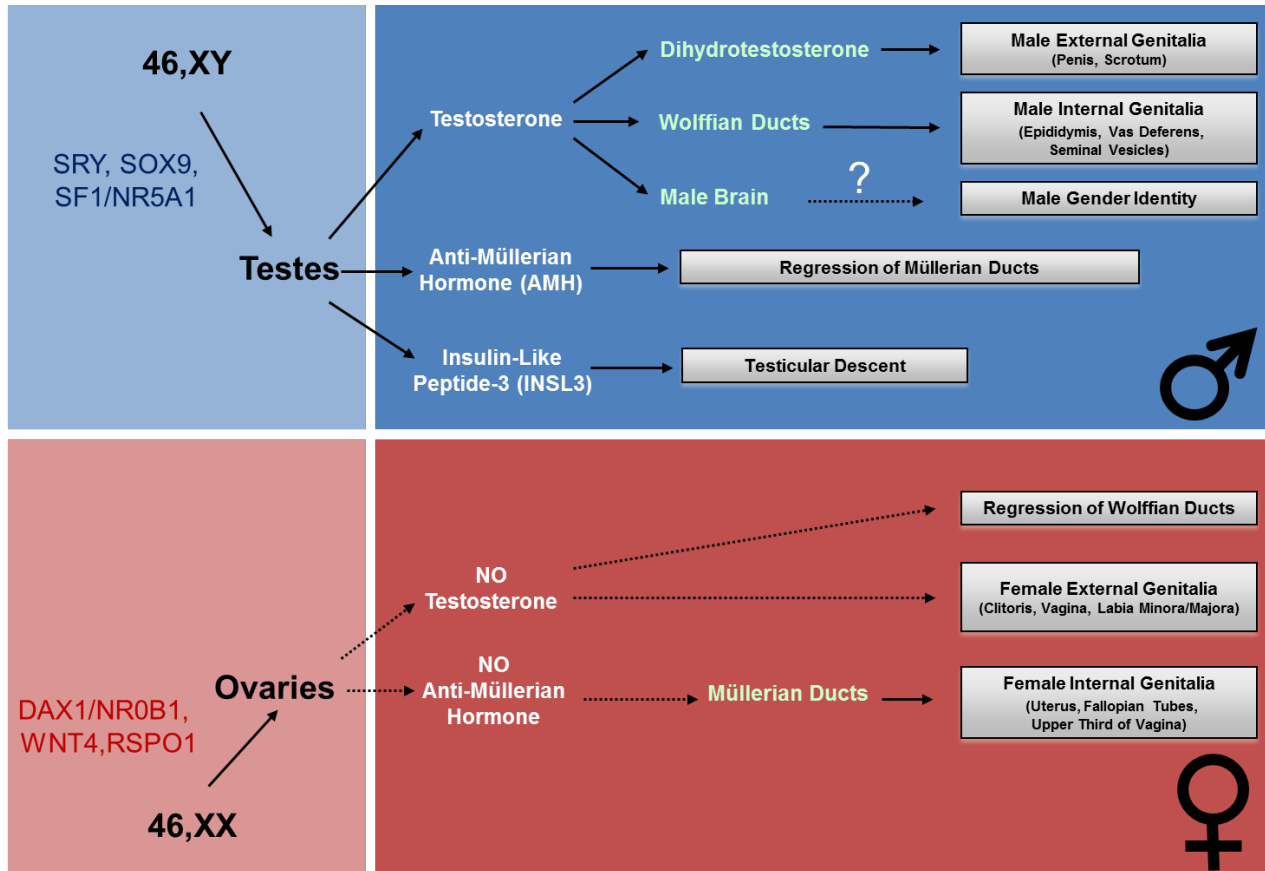 46,XY
SRY, SOX9,
SF1/NR5A1
Testes
Testosterone
Dihydrotestosterone
Male External Genitalia
(Penis, Scrotum)
Wolffian Ducts
Male Internal Genitalia
(Epididymis, Vas Deferens,
Seminal Vesicles)
Male Brain
?
Male Gender Identity
Anti-Müllerian
Hormone (AMH)
Regression of Müllerian Ducts
Insulin-Like
Peptide-3 (INSL3)
Testicular Descent
46,XX
DAX1/NR0B1,
WNT4,RSPO1
Ovaries
NO
Testosterone
Regression of Wolffian Ducts
Female External Genitalia
(Clitoris, Vagina, Labia Minora/Majora)
NO
Anti-Müllerian
Hormone
Müllerian Ducts
Female Internal Genitalia
(Uterus, Fallopian Tubes,
Upper Third of Vagina)